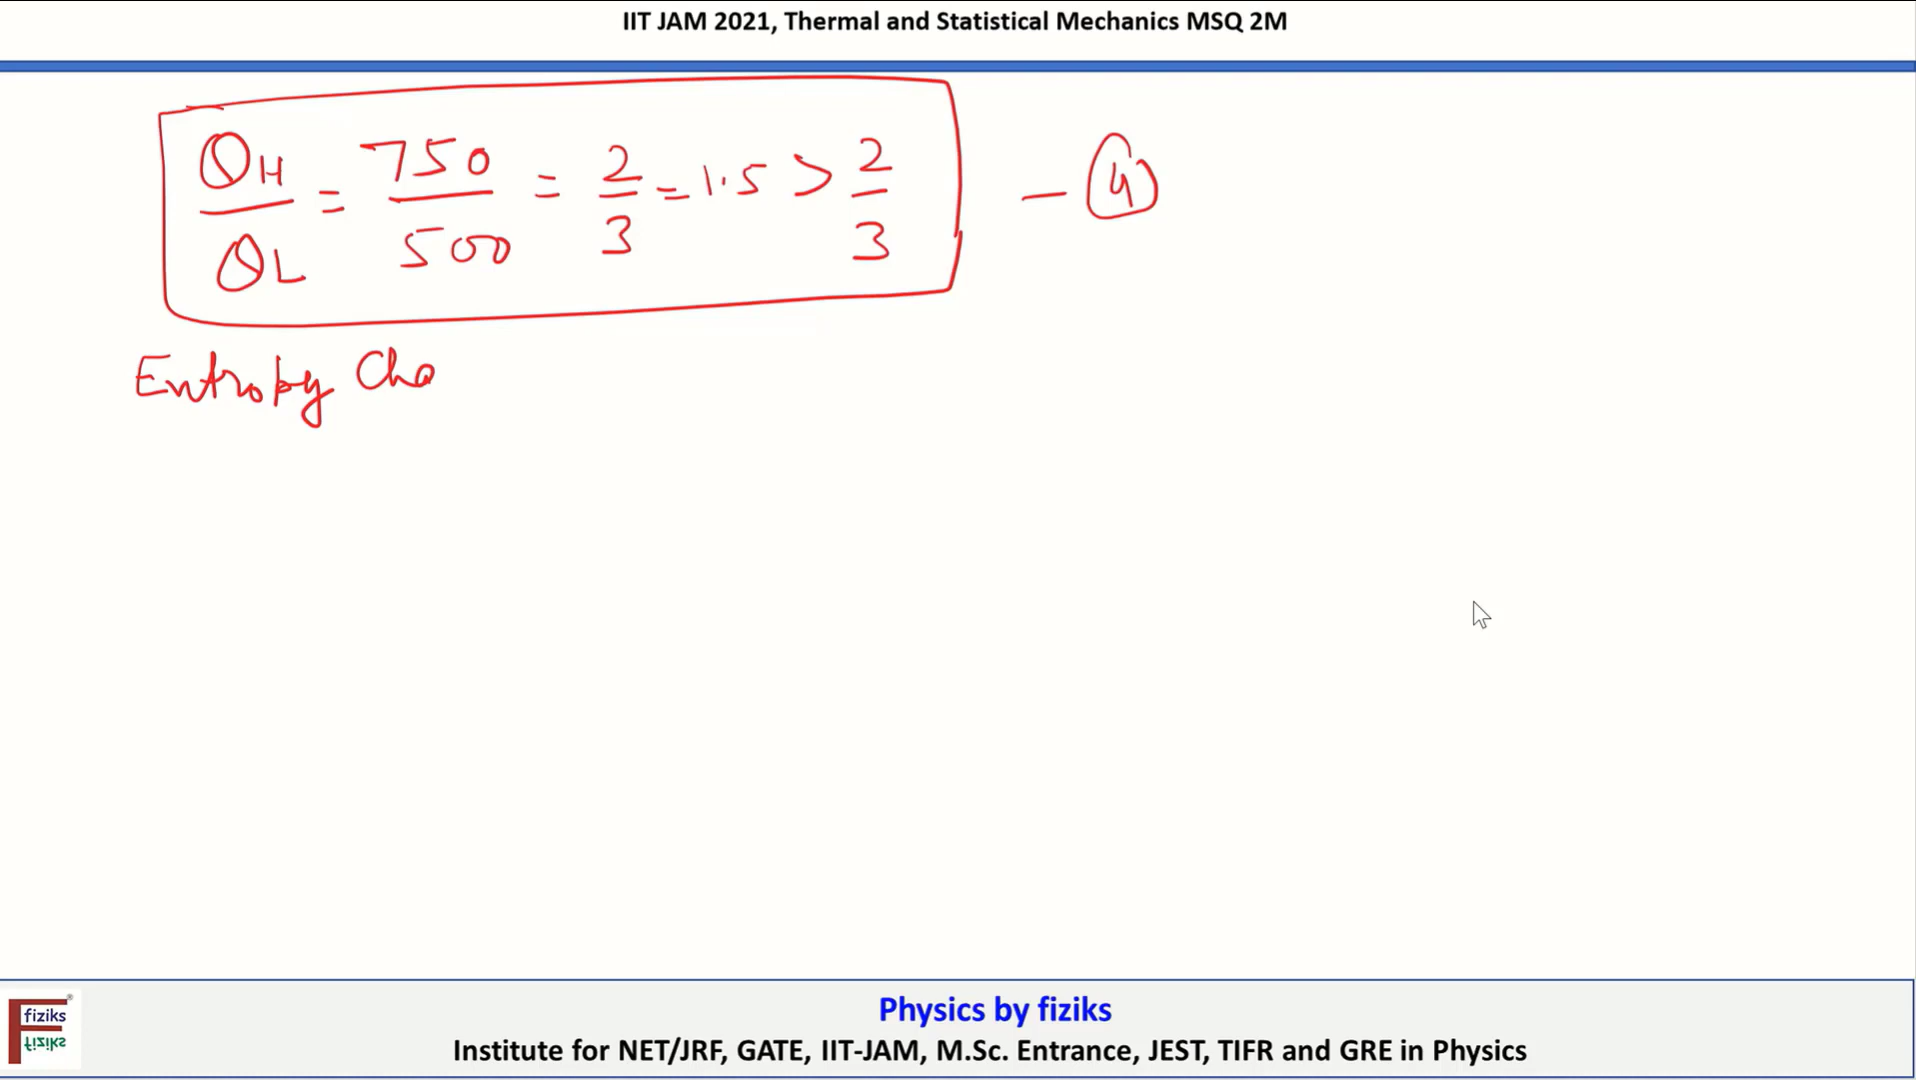 IIT JAM 2021, Thermal and Statistical Mechanics MSQ 2M
QH/QL = 750/500 = 2/3 = 1.5 > 2/3 — (4)
Entropy Cha
fiziks®
fiziks
Physics by fiziks
Institute for NET/JRF, GATE, IIT-JAM, M.Sc. Entrance, JEST, TIFR and GRE in Physics